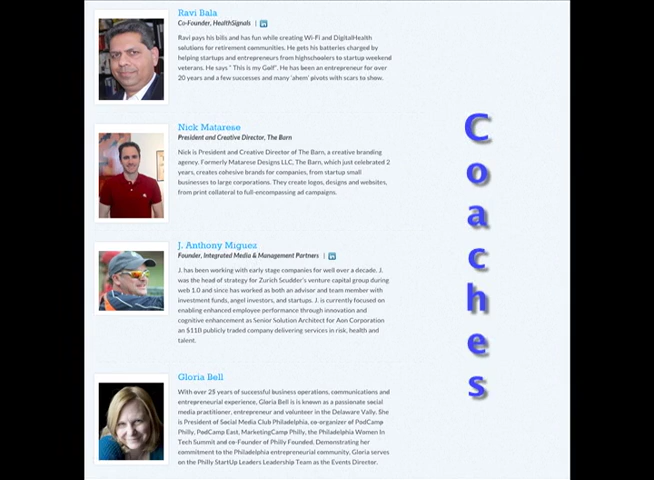 Ravi Bala
Co-Founder, HealthSignals |
Ravi pays his bills and has fun while creating Wi-Fi and DigitalHealth
solutions for retirement communities. He gets his batteries charged by
helping startups and entrepreneurs from highschoolers to startup weekend
veterans. He says " This is my Golf". He has been an entrepreneur for over
20 years and a few successes and many 'ahem' pivots with scars to show.
Nick Matarese
President and Creative Director, The Barn
Nick is President and Creative Director of The Barn, a creative branding
agency. Formerly Matarese Designs LLC, The Barn, which just celebrated 2
years, creates cohesive brands for companies, from startup small
businesses to large corporations. They create logos, designs and websites,
from print collateral to full-encompassing ad campaigns.
J. Anthony Miguez
Founder, Integrated Media & Management Partners |
J. has been working with early stage companies for well over a decade. J.
was the head of strategy for Zurich Scudder's venture capital group during
web 1.0 and since has worked as both an advisor and team member with
investment funds, angel investors, and startups. J. is currently focused on
enabling enhanced employee performance through innovation and
cognitive enhancement as Senior Solution Architect for Aon Corporation
an $11B publicly traded company delivering services in risk, health and
talent.
Gloria Bell
With over 25 years of successful business operations, communications and
entrepreneurial experience, Gloria Bell is is known as a passionate social
media practitioner, entrepreneur and volunteer in the Delaware Vally. She
is President of Social Media Club Philadelphia, co-organizer of PodCamp
Philly, PodCamp East, MarketingCamp Philly, the Philadelphia Women In
Tech Summit and co-Founder of Philly Founded. Demonstrating her
commitment to the Philadelphia entrepreneurial community, Gloria serves
on the Philly StartUp Leaders Leadership Team as the Events Director.
Coaches